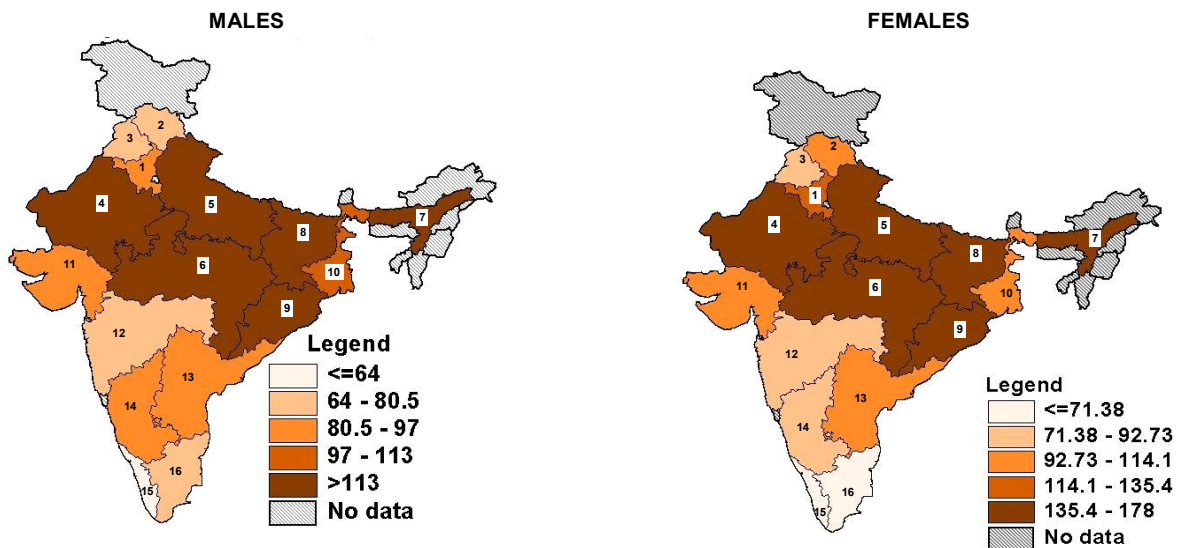 MALES
2
3
1
4
5
7
8
11
6
10
9
12
13
14
16
15
Legend
<=64
64 - 80.5
80.5 - 97
97 - 113
>113
No data
FEMALES
2
3
1
4
5
7
8
11
6
10
9
12
13
14
16
15
Legend
<=71.38
71.38 - 92.73
92.73 - 114.1
114.1 - 135.4
135.4 - 178
No data